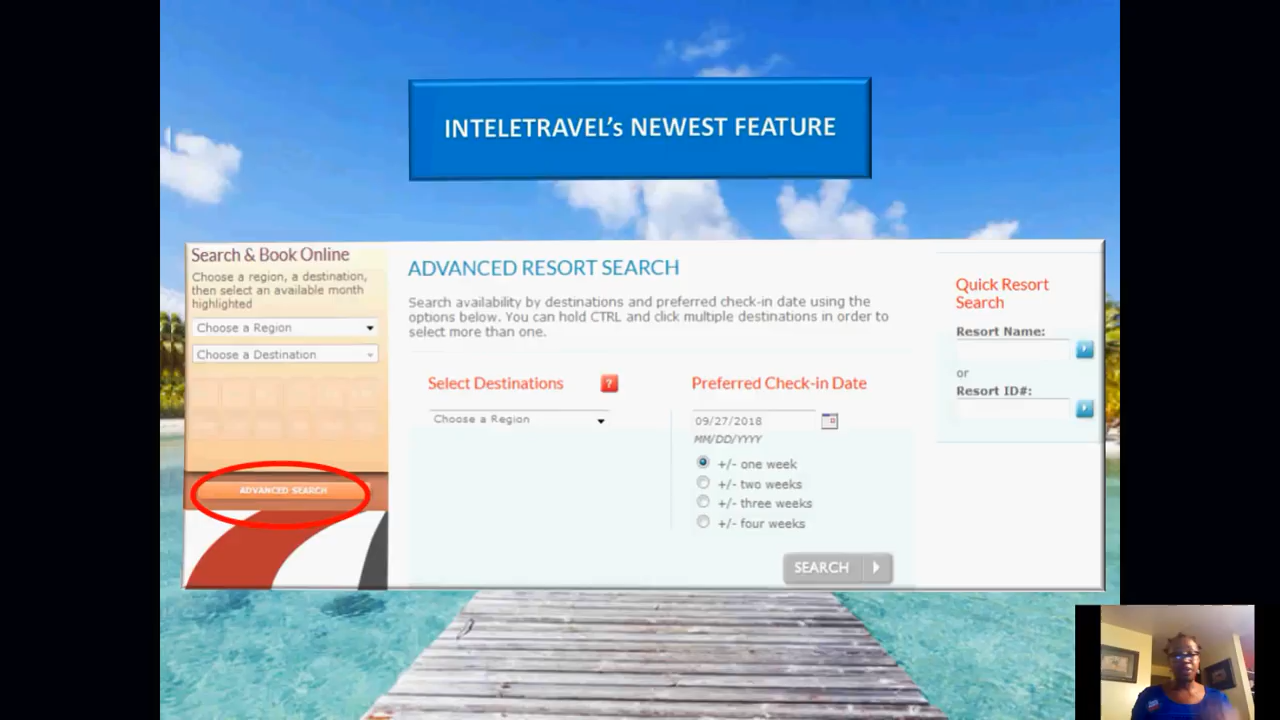 INTELETRAVEL's NEWEST FEATURE
Search & Book Online
Choose a region, a destination,
then select an available month
highlighted
Choose a Region
Choose a Destination
ADVANCED SEARCH
ADVANCED RESORT SEARCH
Search availability by destinations and preferred check-in date using the
options below. You can hold CTRL and click multiple destinations in order to
select more than one.
Select Destinations ?
Choose a Region
Preferred Check-in Date
09/27/2018
MM/DD/YYYY
+/- one week
+/- two weeks
+/- three weeks
+/- four weeks
SEARCH
Quick Resort
Search
Resort Name:
or
Resort ID#: